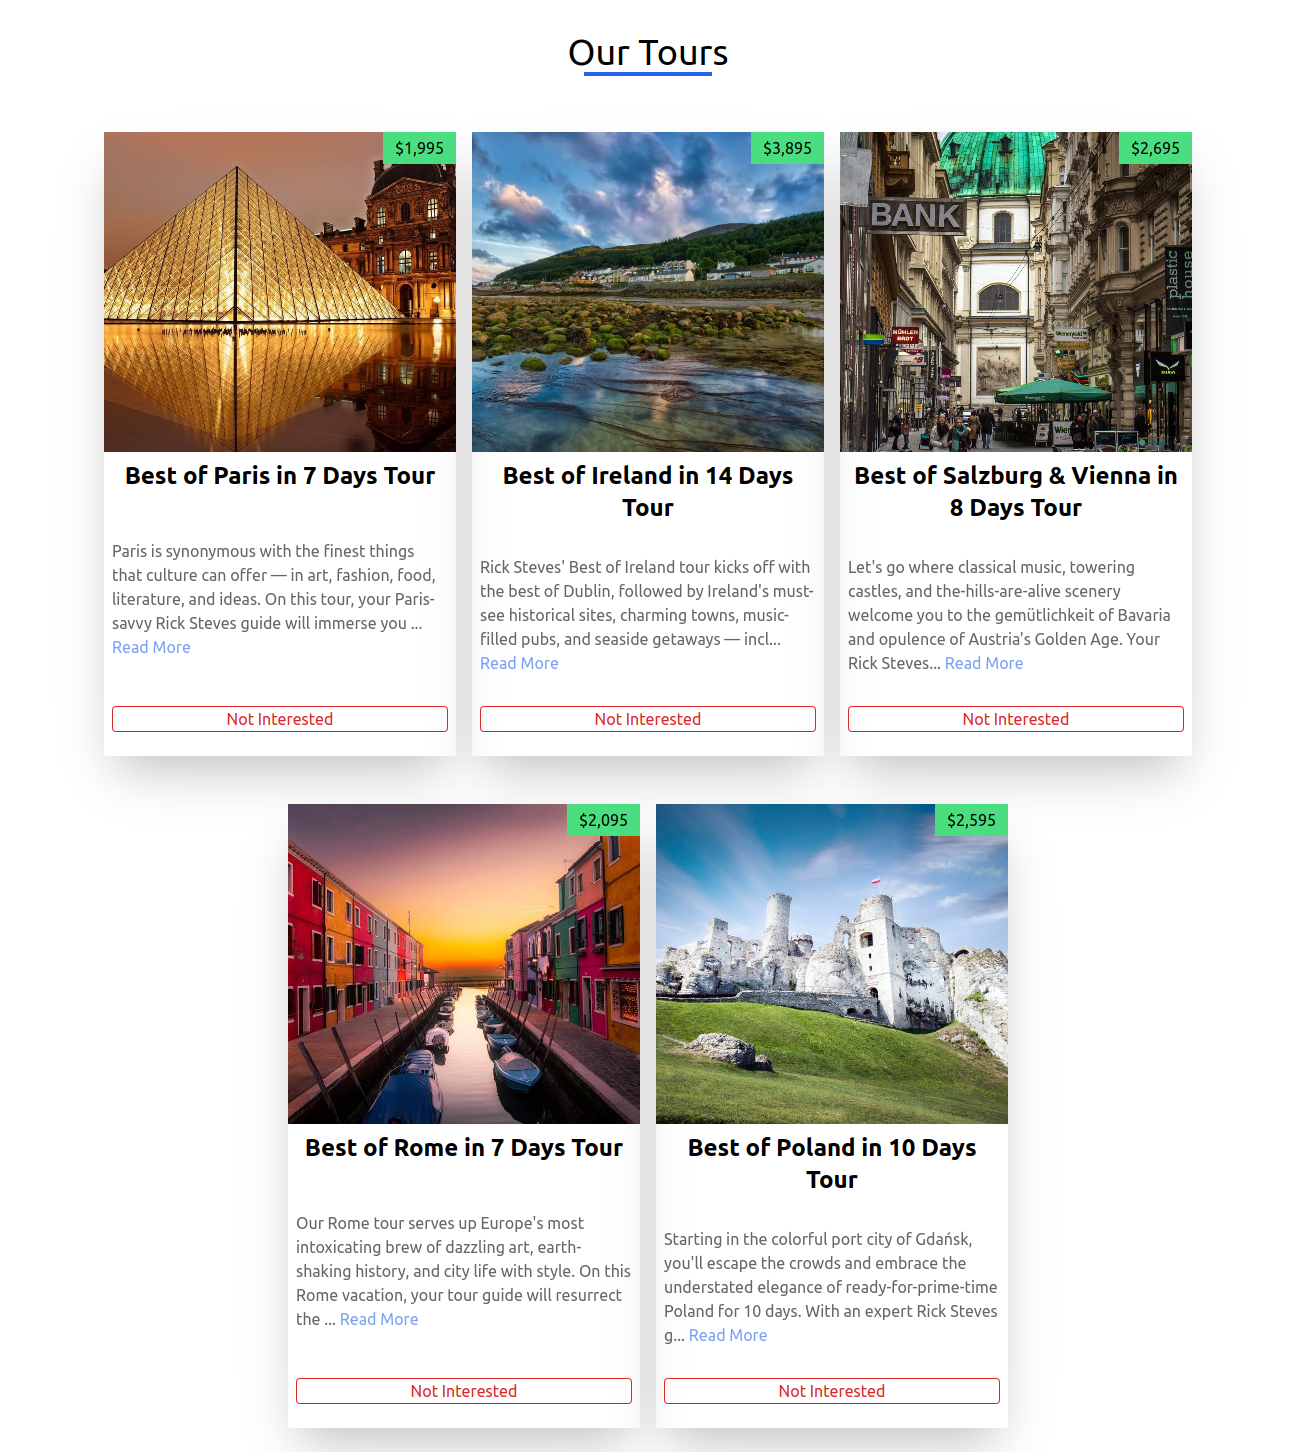 Our Tours
$1,995
$3,895
$2,695
BANK
plastic
house
MÜHLEN
BROT
Wienerwald
Best of Paris in 7 Days Tour
Paris is synonymous with the finest things
that culture can offer — in art, fashion, food,
literature, and ideas. On this tour, your Paris-
savvy Rick Steves guide will immerse you ...
Read More
Not Interested
Best of Ireland in 14 Days
Tour
Rick Steves' Best of Ireland tour kicks off with
the best of Dublin, followed by Ireland's must-
see historical sites, charming towns, music-
filled pubs, and seaside getaways — incl...
Read More
Not Interested
Best of Salzburg & Vienna in
8 Days Tour
Let's go where classical music, towering
castles, and the-hills-are-alive scenery
welcome you to the gemütlichkeit of Bavaria
and opulence of Austria's Golden Age. Your
Rick Steves... Read More
Not Interested
$2,095
$2,595
Best of Rome in 7 Days Tour
Our Rome tour serves up Europe's most
intoxicating brew of dazzling art, earth-
shaking history, and city life with style. On this
Rome vacation, your tour guide will resurrect
the ... Read More
Not Interested
Best of Poland in 10 Days
Tour
Starting in the colorful port city of Gdańsk,
you'll escape the crowds and embrace the
understated elegance of ready-for-prime-time
Poland for 10 days. With an expert Rick Steves
g... Read More
Not Interested